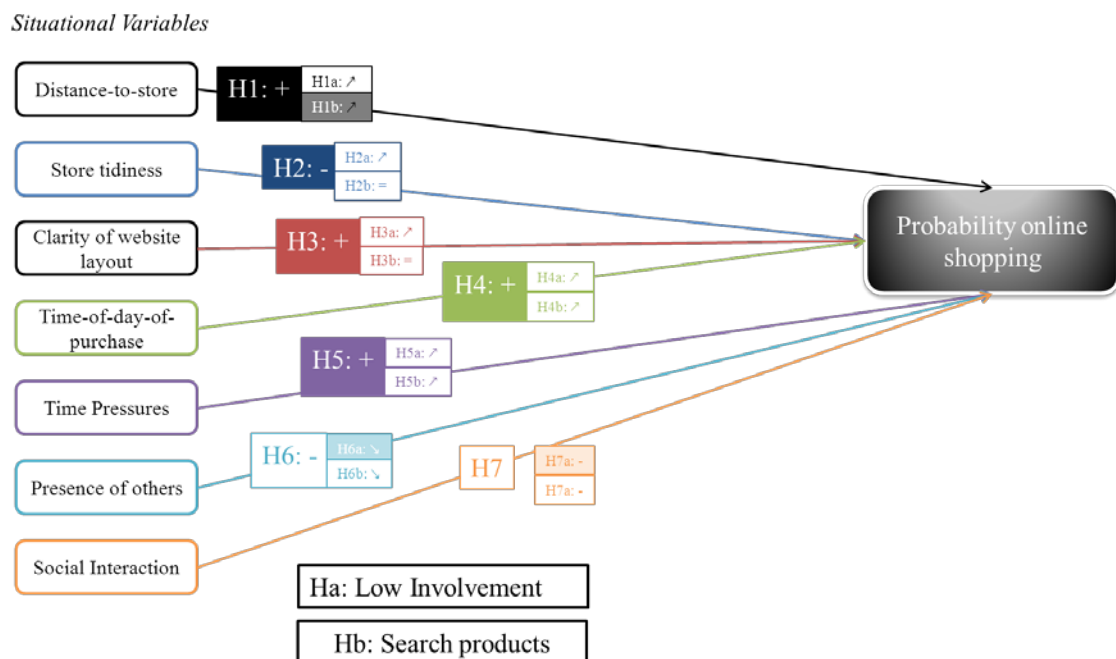 Situational Variables
Distance-to-store
H1: +
H1a: ↗
H1b: ↗
Store tidiness
H2: -
H2a: ↗
H2b: =
Clarity of website
layout
H3: +
H3a: ↗
H3b: =
Probability online
shopping
Time-of-day-of-
purchase
H4: +
H4a: ↗
H4b: ↗
Time Pressures
H5: +
H5a: ↗
H5b: ↗
Presence of others
H6: -
H6a: ↘
H6b: ↘
Social Interaction
H7
H7a: -
H7a: -
Ha: Low Involvement
Hb: Search products